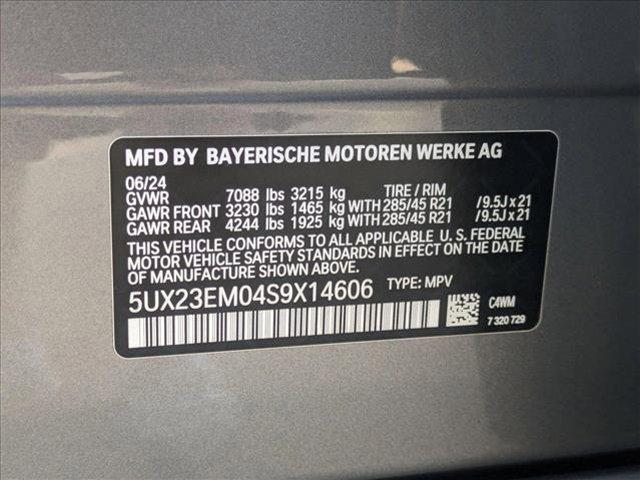 MFD BY BAYERISCHE MOTOREN WERKE AG
06/24
GVWR 7088 lbs 3215 kg TIRE / RIM
GAWR FRONT 3230 lbs 1465 kg WITH 285/45 R21 /9.5J x 21
GAWR REAR 4244 lbs 1925 kg WITH 285/45 R21 /9.5J x 21
THIS VEHICLE CONFORMS TO ALL APPLICABLE U. S. FEDERAL
MOTOR VEHICLE SAFETY STANDARDS IN EFFECT ON THE DATE
OF MANUFACTURE SHOWN ABOVE.
5UX23EM04S9X14606 TYPE: MPV
C4WM
7 320 729